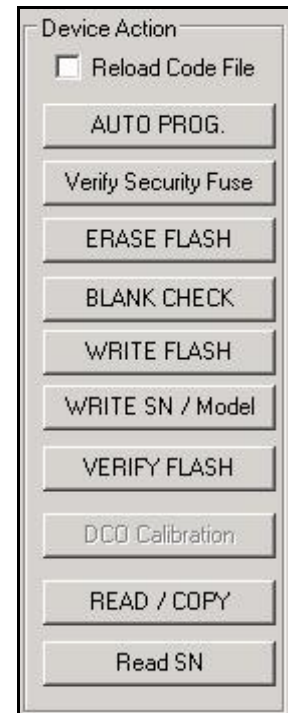 Device Action
Reload Code File
AUTO PROG.
Verify Security Fuse
ERASE FLASH
BLANK CHECK
WRITE FLASH
WRITE SN / Model
VERIFY FLASH
DCO Calibration
READ / COPY
Read SN